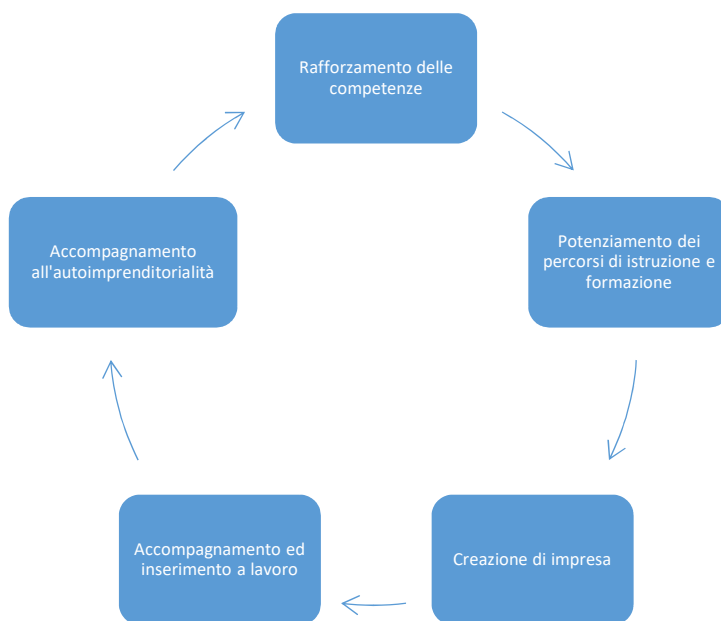 Rafforzamento delle
competenze
Potenziamento dei
percorsi di istruzione e
formazione
Creazione di impresa
Accompagnamento ed
inserimento a lavoro
Accompagnamento
all'autoimprenditorialità